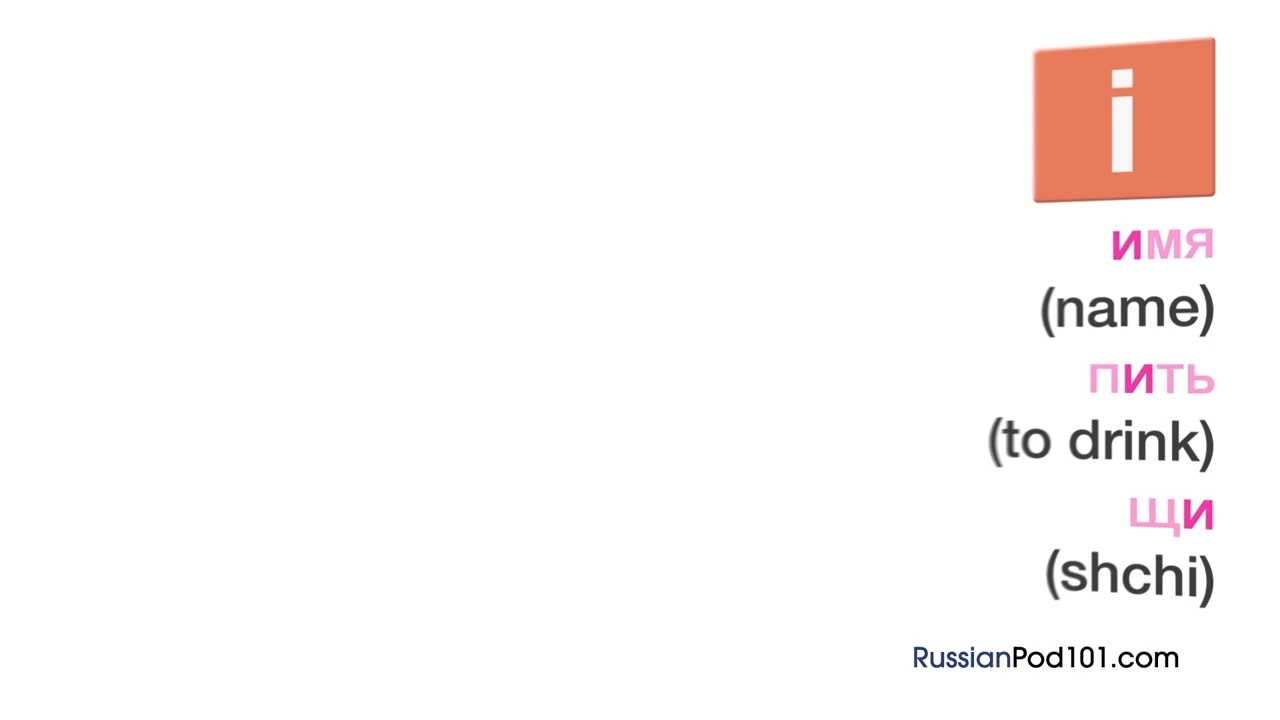 i
имя
(name)
пить
(to drink)
щи
(shchi)
RussianPod101.com